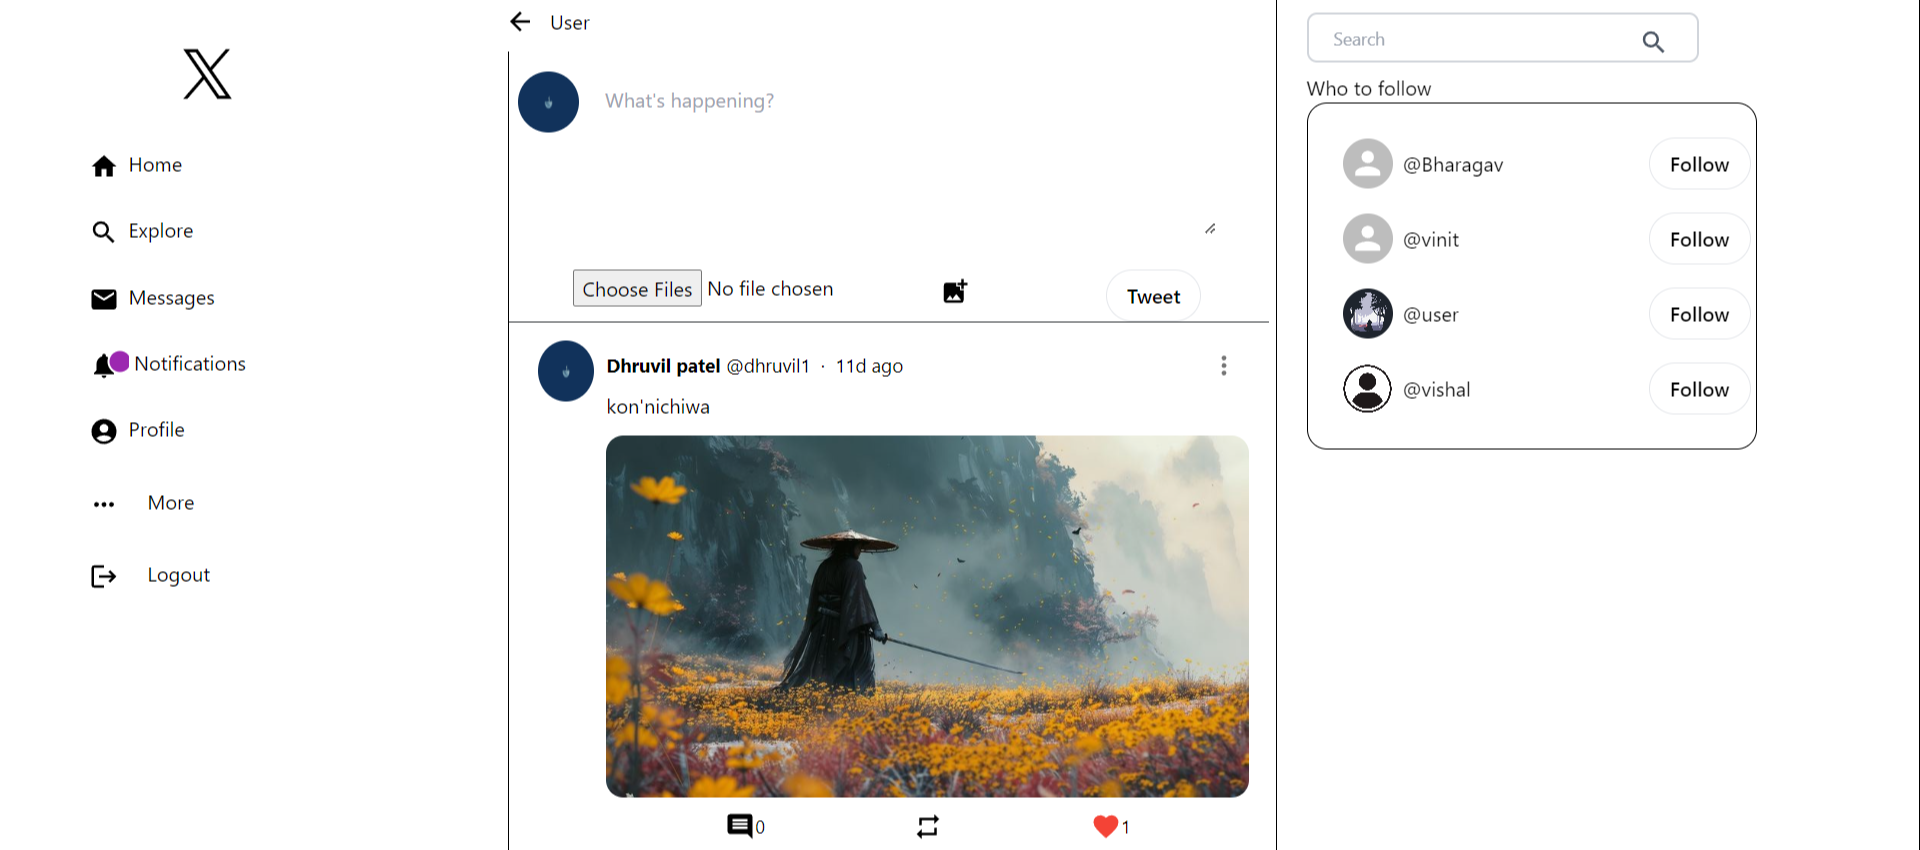 Home
Explore
Messages
Notifications
Profile
More
Logout
User
What's happening?
Choose Files No file chosen
Tweet
Dhruvil patel @dhruvil1 · 11d ago
kon'nichiwa
0
1
Search
Who to follow
@Bharagav Follow
@vinit Follow
@user Follow
@vishal Follow